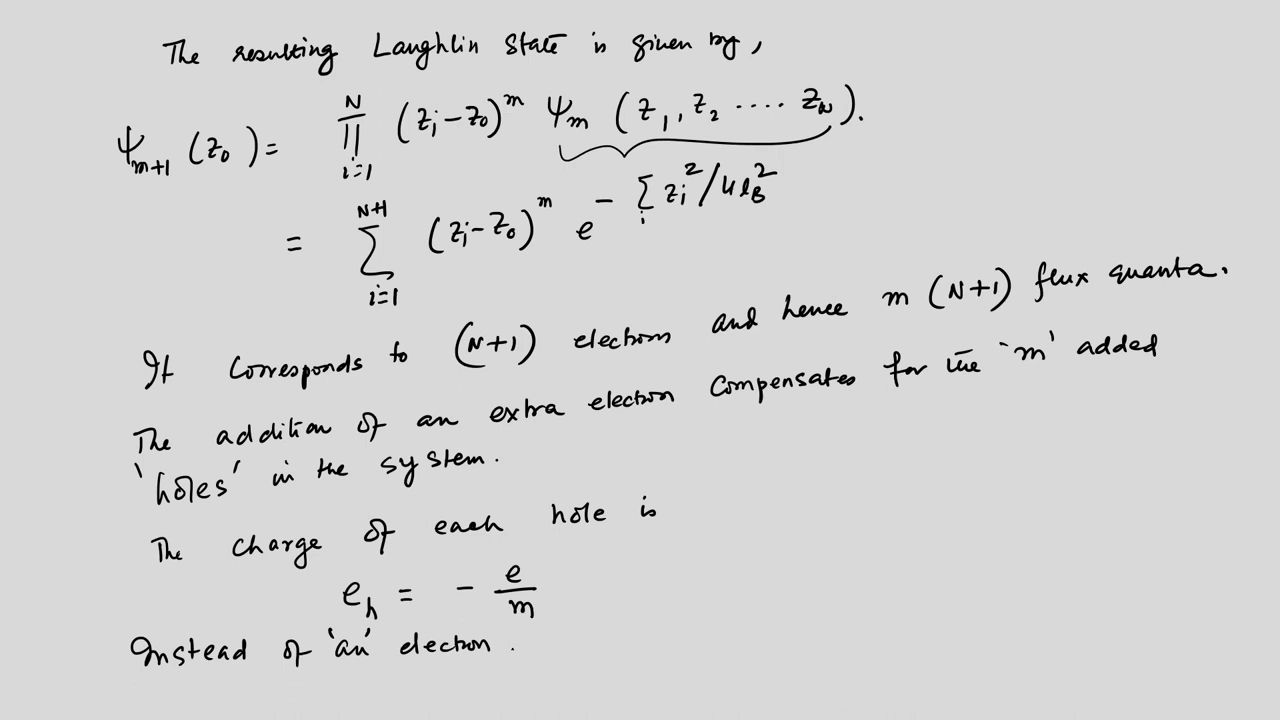 The resulting Laughlin state is given by,
ψ_{m+1} (z_0) = ∏_{i=1}^{N} (z_i - z_0)^m ψ_m (z_1, z_2 .... z_N).
= ∑_{i=1}^{N+1} (z_i - z_0)^m e^{- ∑_i z_i^2 / 4 l_B^2}
It corresponds to (N+1) electrons and hence m (N+1) flux quanta.
The addition of an extra electron compensates for the 'm' added
'holes' in the system.
The charge of each hole is
e_h = - e/m
Instead of 'an' electron.